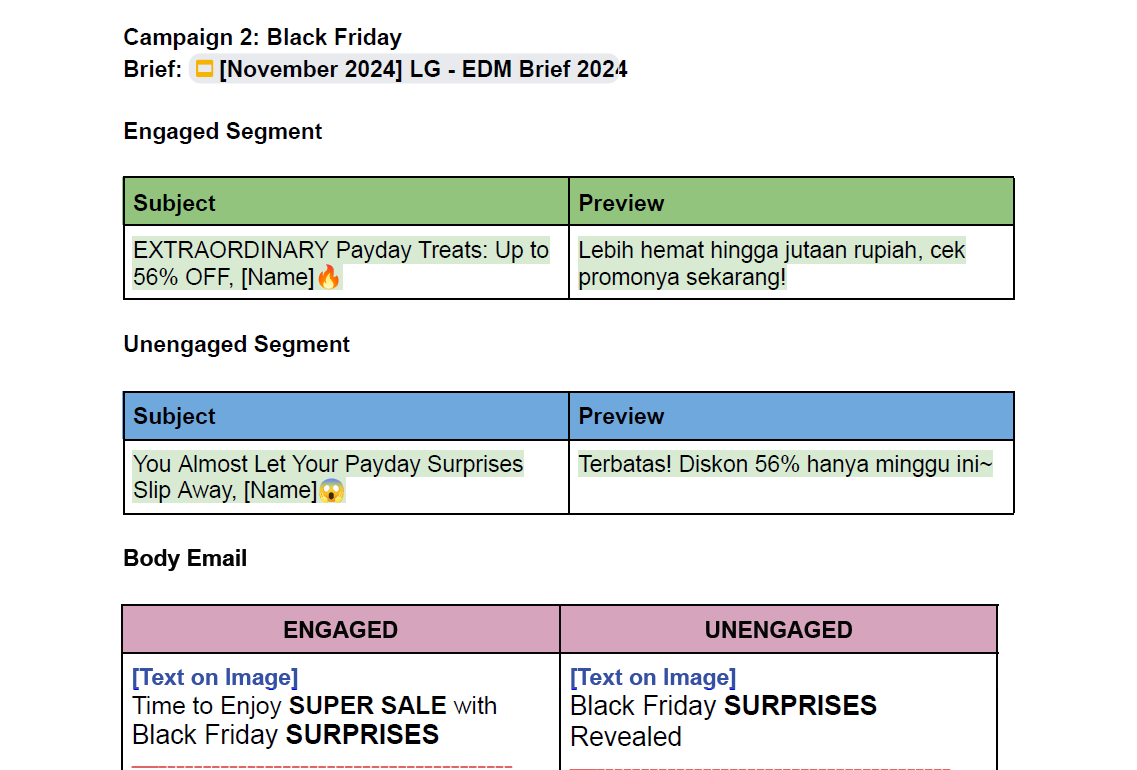 Campaign 2: Black Friday
Brief: [November 2024] LG - EDM Brief 2024
Engaged Segment
Subject
Preview
EXTRAORDINARY Payday Treats: Up to
56% OFF, [Name]🔥
Lebih hemat hingga jutaan rupiah, cek
promonya sekarang!
Unengaged Segment
Subject
Preview
You Almost Let Your Payday Surprises
Slip Away, [Name]😱
Terbatas! Diskon 56% hanya minggu ini~
Body Email
ENGAGED
UNENGAGED
[Text on Image]
Time to Enjoy SUPER SALE with
Black Friday SURPRISES
[Text on Image]
Black Friday SURPRISES
Revealed